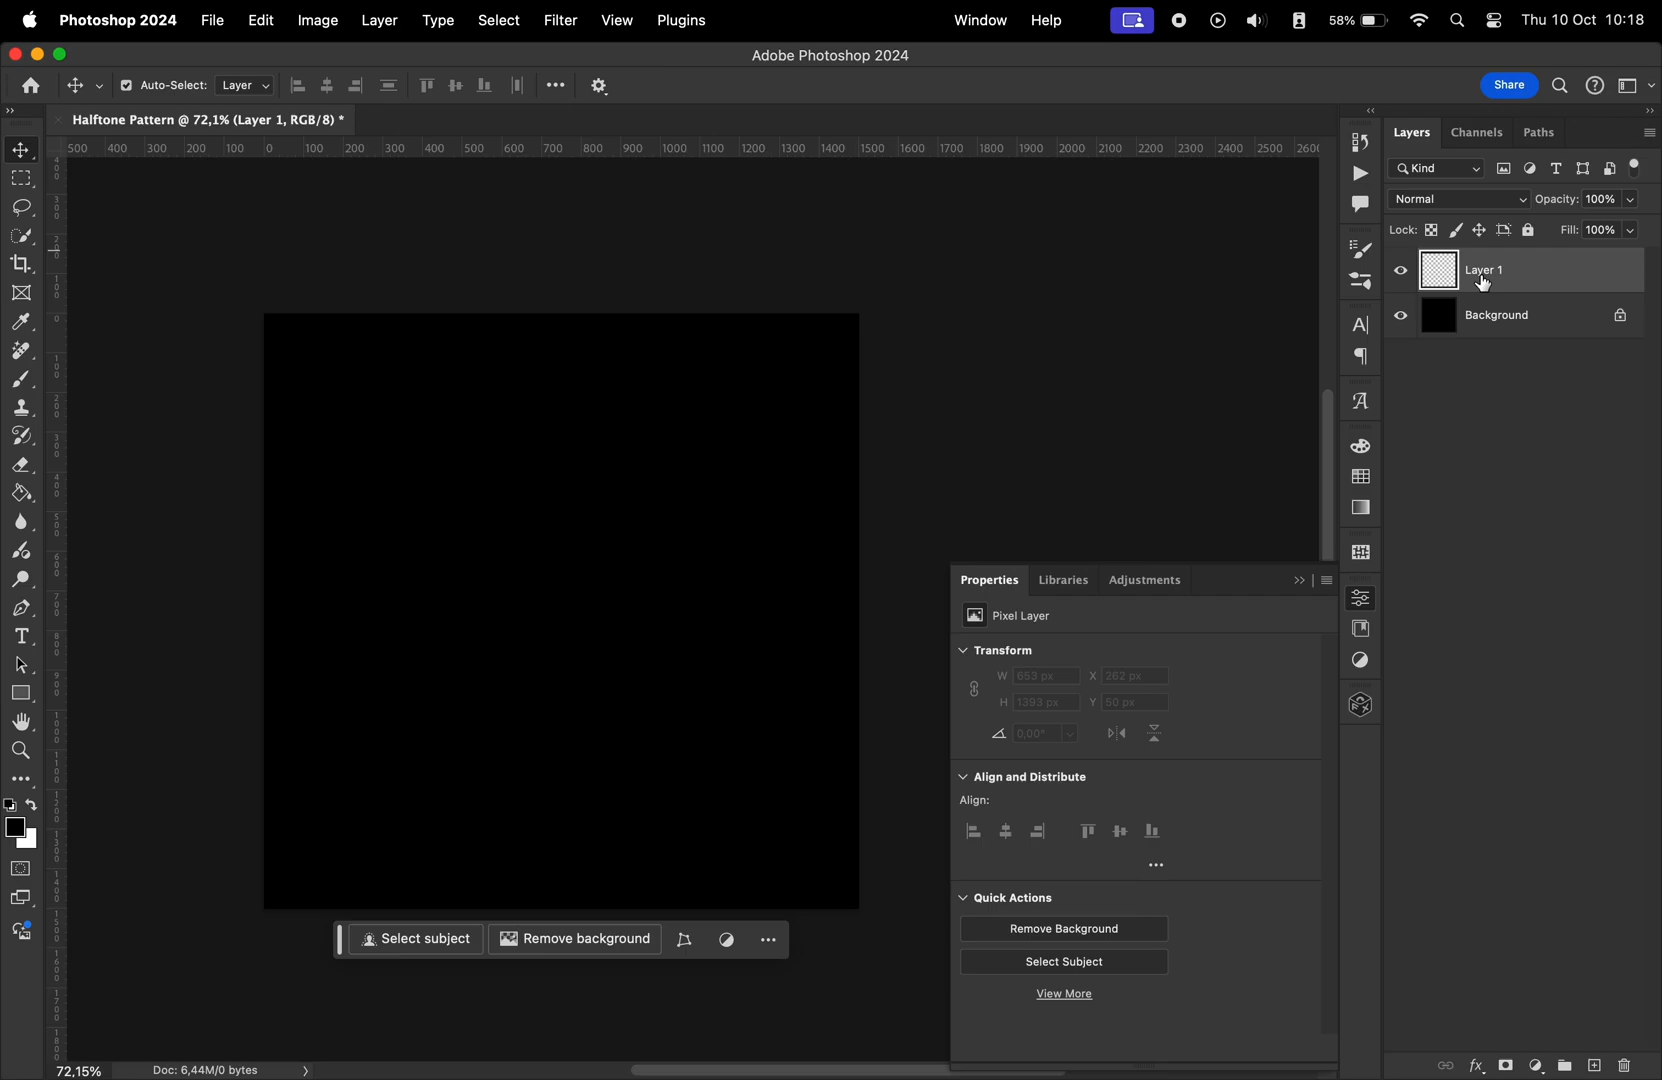 Photoshop 2024 File Edit Image Layer Type Select Filter View Plugins Window Help 58% Thu 10 Oct 10:18
Adobe Photoshop 2024
Auto-Select: Layer Share
Halftone Pattern @ 72,1% (Layer 1, RGB/8) *
500 400 300 200 100 0 100 200 300 400 500 600 700 800 900 1000 1100 1200 1300 1400 1500 1600 1700 1800 1900 2000 2100 2200 2300 2400 2500
Layers Channels Paths
Kind
Normal Opacity: 100%
Lock: Fill: 100%
Layer 1
Background
Properties Libraries Adjustments
Pixel Layer
Transform
W 653 px X 262 px
H 1393 px Y 50 px
0,00°
Align and Distribute
Align:
Quick Actions
Remove Background
Select Subject
View More
Select subject Remove background
72,15% Doc: 6,44M/0 bytes